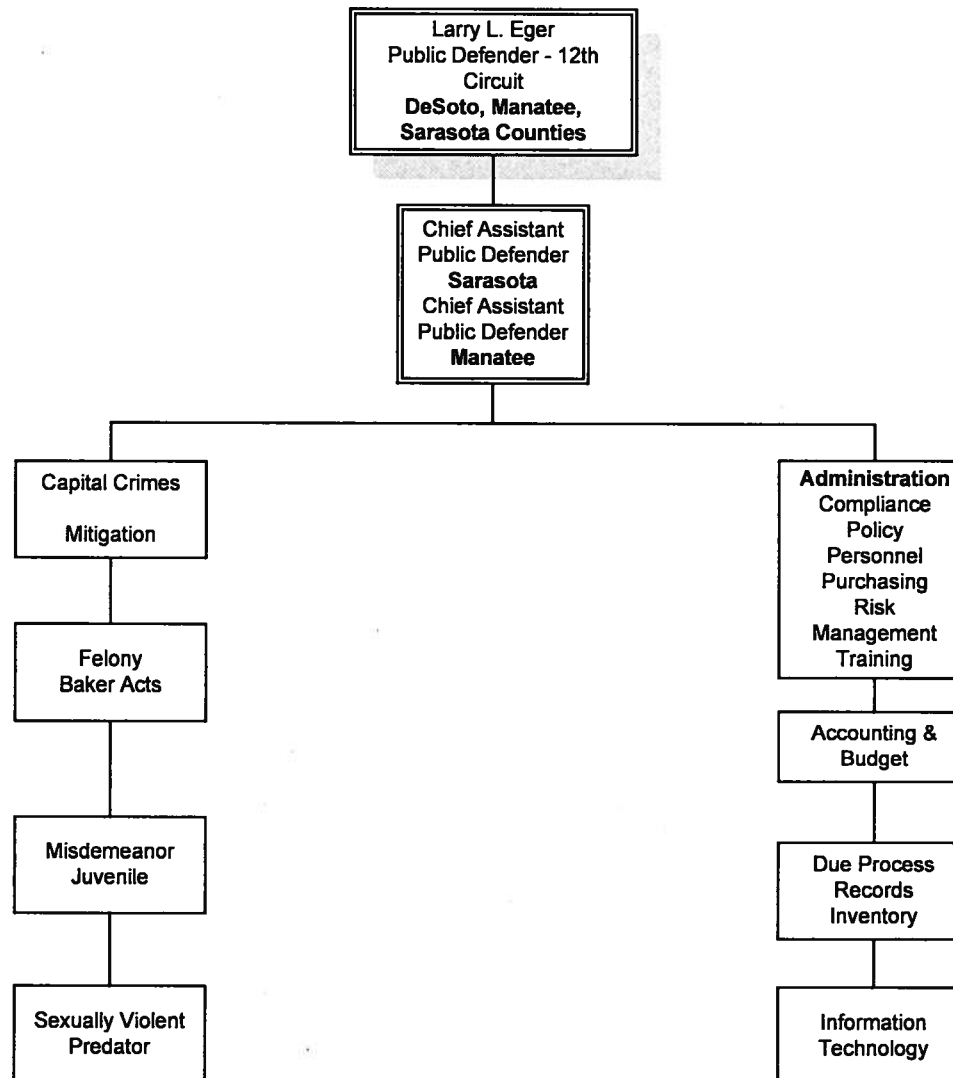 Larry L. Eger
Public Defender - 12th
Circuit
DeSoto, Manatee,
Sarasota Counties
Chief Assistant
Public Defender
Sarasota
Chief Assistant
Public Defender
Manatee
Capital Crimes
Mitigation
Felony
Baker Acts
Misdemeanor
Juvenile
Sexually Violent
Predator
Administration
Compliance
Policy
Personnel
Purchasing
Risk
Management
Training
Accounting &
Budget
Due Process
Records
Inventory
Information
Technology